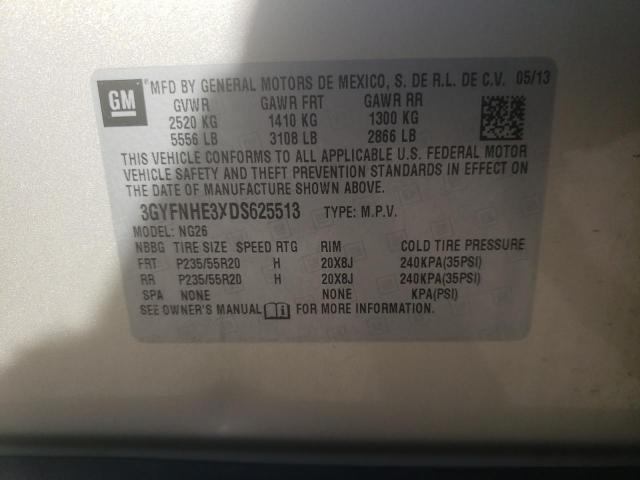 GM ®MFD BY GENERAL MOTORS DE MEXICO, S. DE R.L. DE C.V. 05/13
GVWR GAWR FRT GAWR RR
2520 KG 1410 KG 1300 KG
5556 LB 3108 LB 2866 LB
THIS VEHICLE CONFORMS TO ALL APPLICABLE U.S. FEDERAL MOTOR
VEHICLE SAFETY AND THEFT PREVENTION STANDARDS IN EFFECT ON
THE DATE OF MANUFACTURE SHOWN ABOVE.
3GYFNHE3XDS625513 TYPE: M.P.V.
MODEL: NG26
NBBG TIRE SIZE SPEED RTG RIM COLD TIRE PRESSURE
FRT P235/55R20 H 20X8J 240KPA(35PSI)
RR P235/55R20 H 20X8J 240KPA(35PSI)
SPA NONE NONE KPA(PSI)
SEE OWNER'S MANUAL FOR MORE INFORMATION.